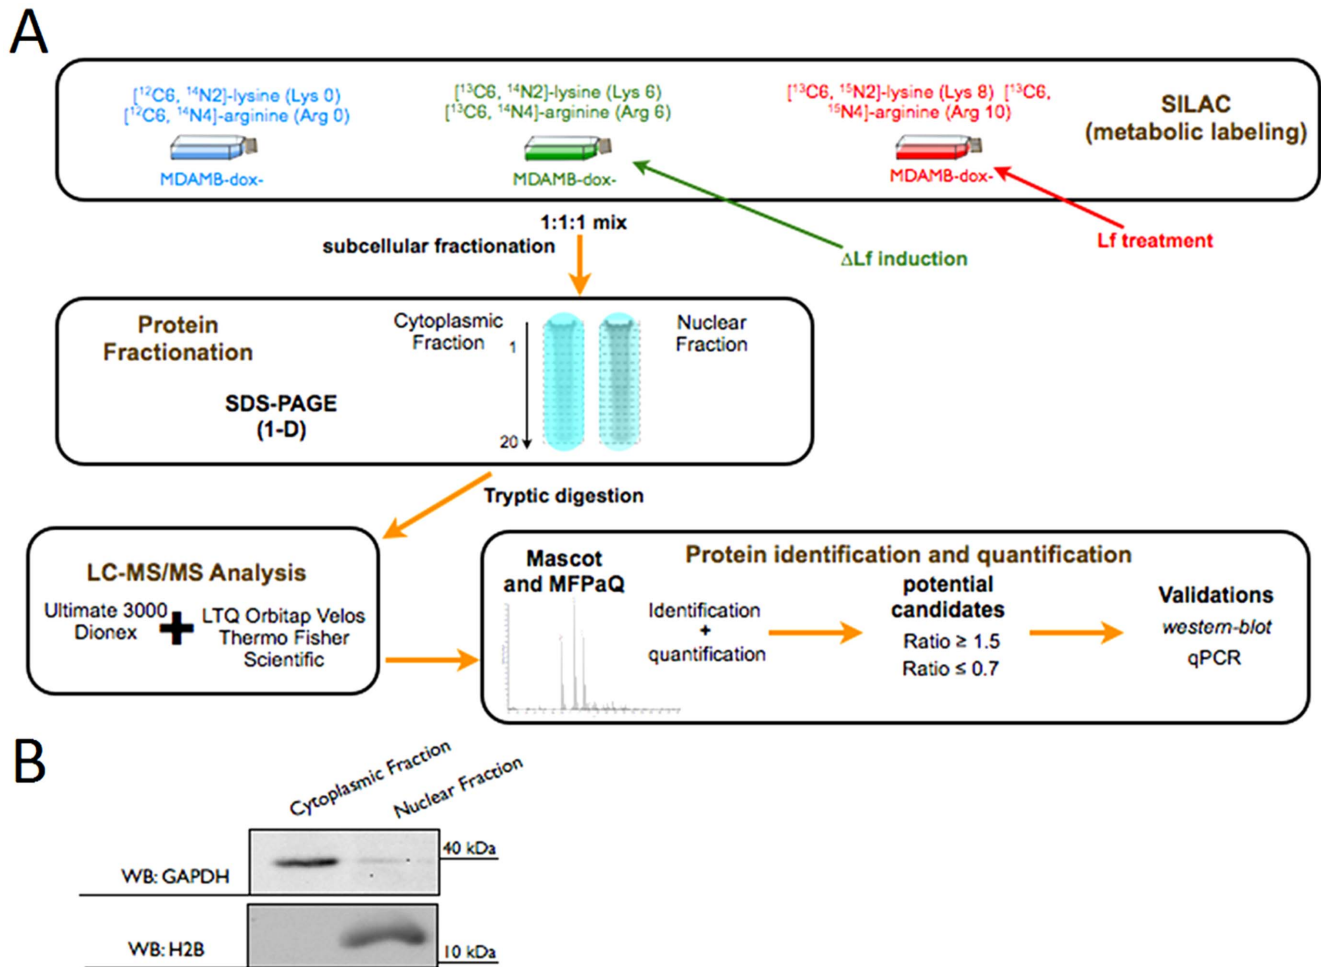 A
[¹²C6, ¹⁴N2]-lysine (Lys 0)
[¹²C6, ¹⁴N4]-arginine (Arg 0)
MDAMB-dox-
[¹³C6, ¹⁴N2]-lysine (Lys 6)
[¹³C6, ¹⁴N4]-arginine (Arg 6)
MDAMB-dox-
[¹³C6, ¹⁵N2]-lysine (Lys 8) [¹³C6,
¹⁵N4]-arginine (Arg 10)
MDAMB-dox-
SILAC
(metabolic labeling)
1:1:1 mix
subcellular fractionation
ΔLf induction
Lf treatment
Protein
Fractionation
SDS-PAGE
(1-D)
Cytoplasmic
Fraction
1
20
Nuclear
Fraction
Tryptic digestion
LC-MS/MS Analysis
Ultimate 3000
Dionex
+
LTQ Orbitap Velos
Thermo Fisher
Scientific
Protein identification and quantification
Mascot
and MFPaQ
Identification
+
quantification
potential
candidates
Ratio ≥ 1.5
Ratio ≤ 0.7
Validations
western-blot
qPCR
B
Cytoplasmic Fraction
Nuclear Fraction
WB: GAPDH
40 kDa
WB: H2B
10 kDa